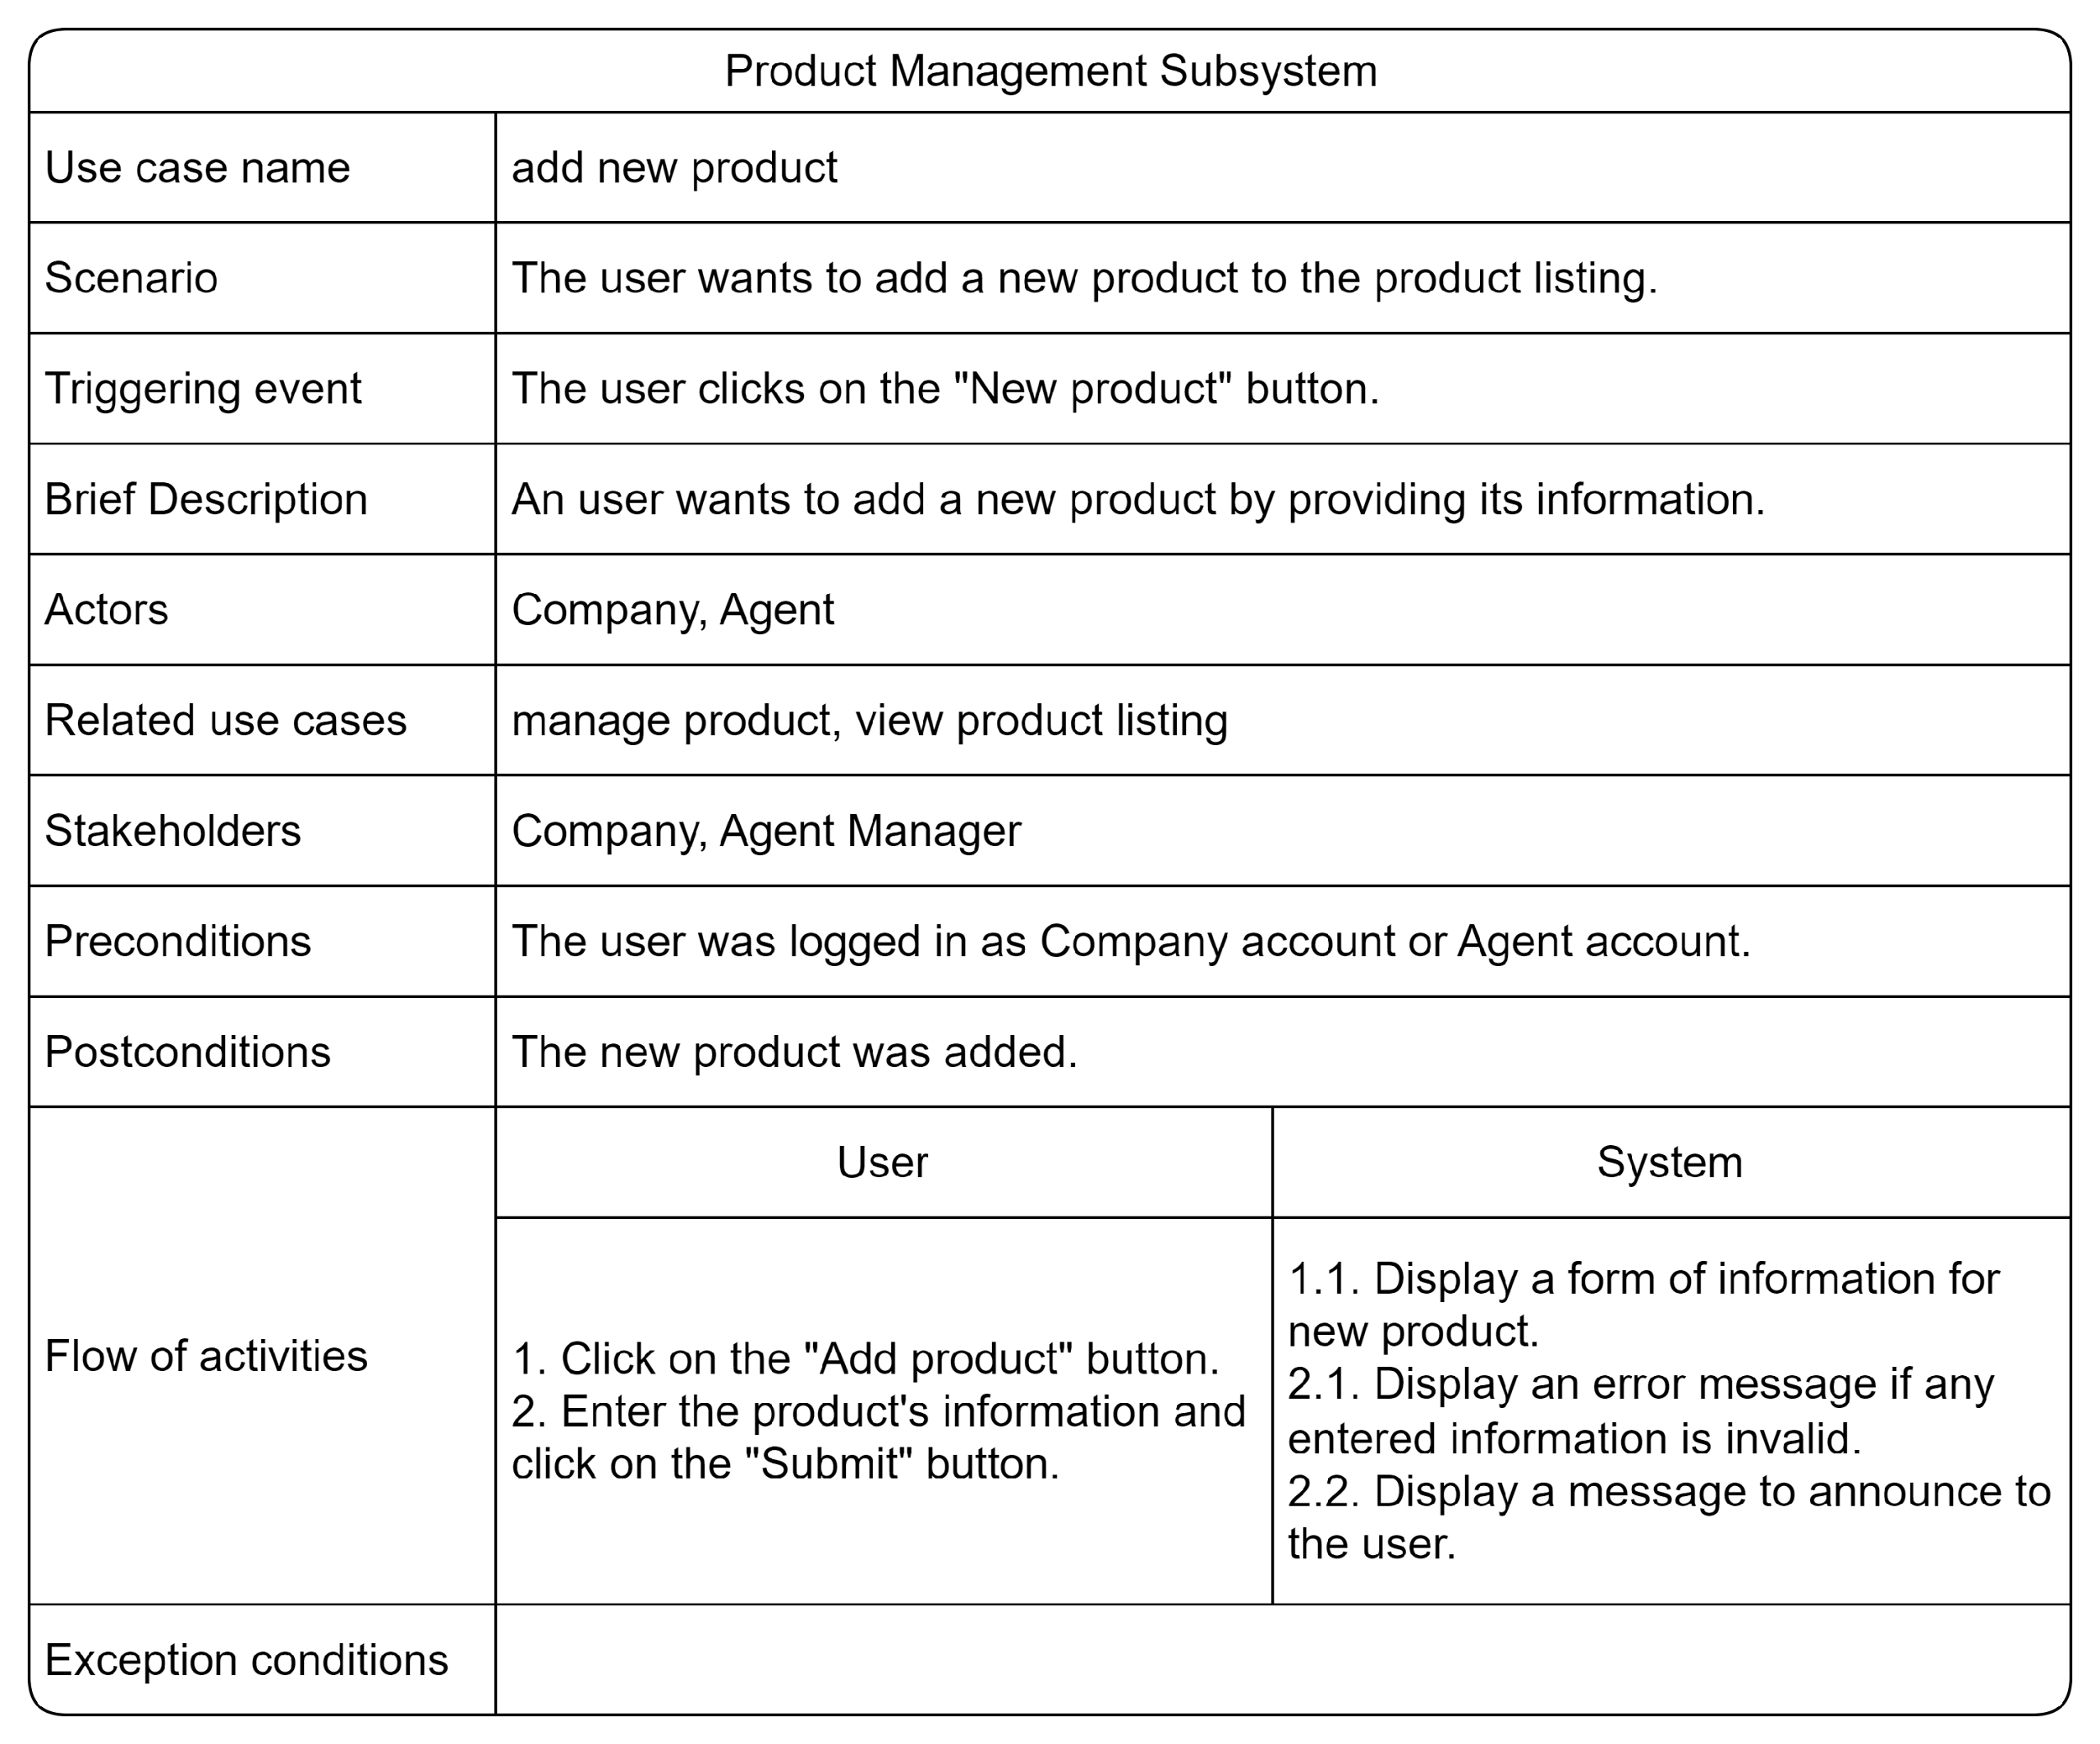 Product Management Subsystem
Use case name
add new product
Scenario
The user wants to add a new product to the product listing.
Triggering event
The user clicks on the "New product" button.
Brief Description
An user wants to add a new product by providing its information.
Actors
Company, Agent
Related use cases
manage product, view product listing
Stakeholders
Company, Agent Manager
Preconditions
The user was logged in as Company account or Agent account.
Postconditions
The new product was added.
Flow of activities
User
System
1. Click on the "Add product" button.
2. Enter the product's information and
click on the "Submit" button.
1.1. Display a form of information for
new product.
2.1. Display an error message if any
entered information is invalid.
2.2. Display a message to announce to
the user.
Exception conditions